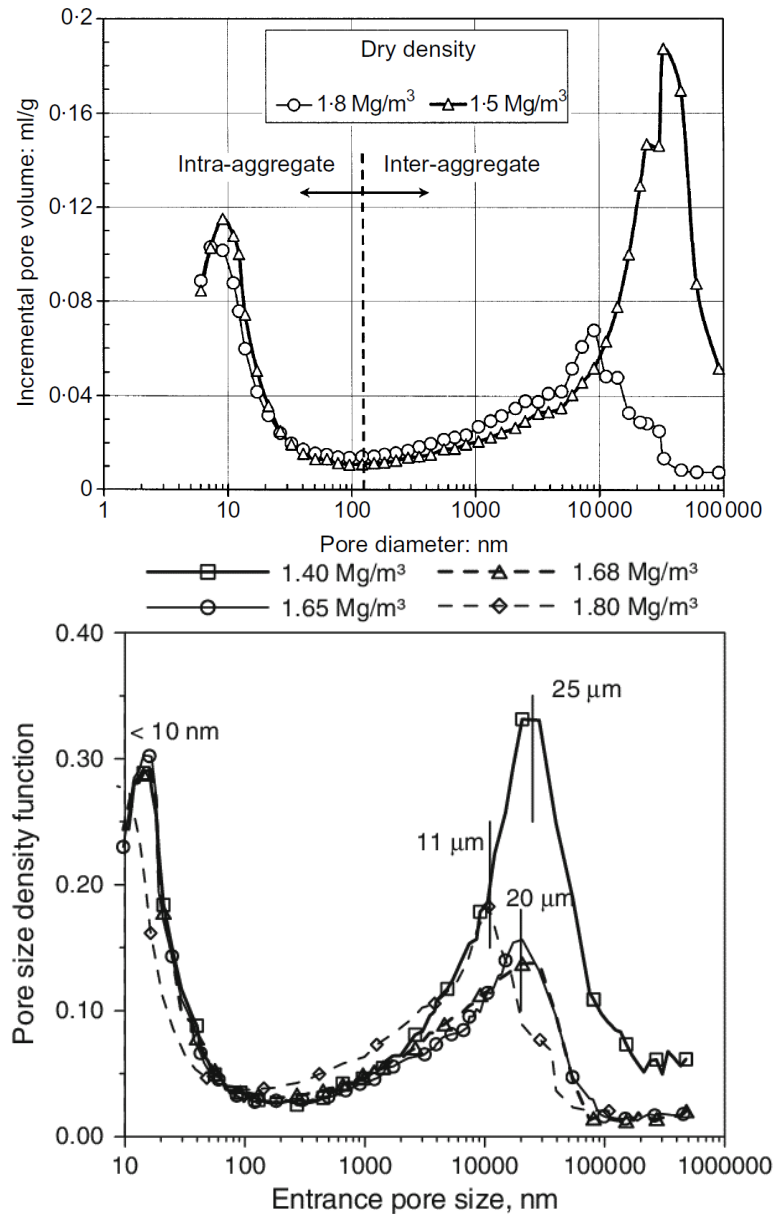 0·2
0·16
0·12
0·08
0·04
0
Incremental pore volume: ml/g
Dry density
1·8 Mg/m³ 1·5 Mg/m³
Intra-aggregate Inter-aggregate
1 10 100 1000 10 000 100 000
Pore diameter: nm
1.40 Mg/m³ 1.68 Mg/m³
1.65 Mg/m³ 1.80 Mg/m³
0.40
0.30
0.20
0.10
0.00
Pore size density function
< 10 nm
25 µm
11 µm
20 µm
10 100 1000 10000 100000 1000000
Entrance pore size, nm